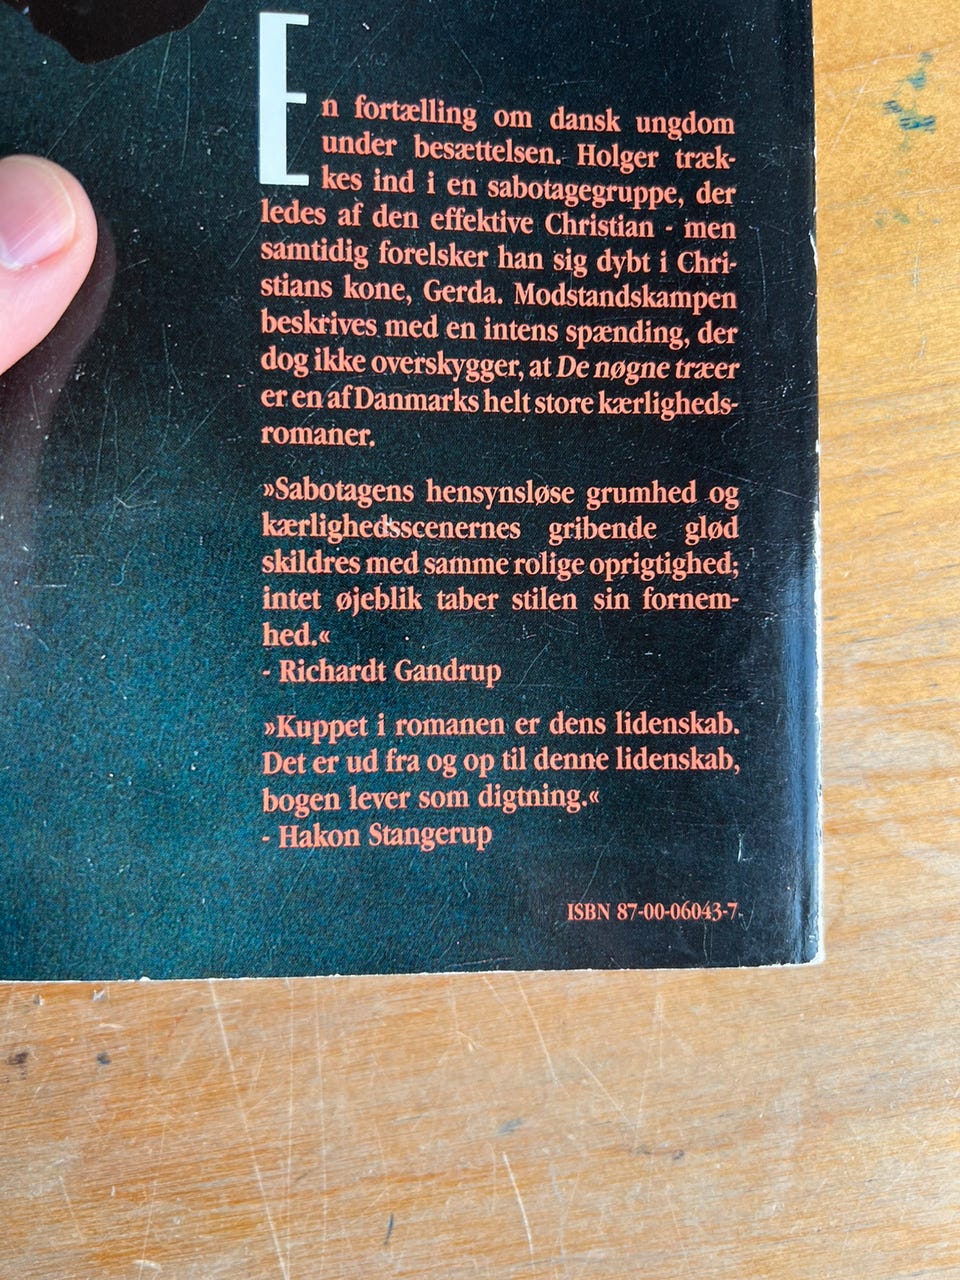 En fortælling om dansk ungdom
under besættelsen. Holger træk-
kes ind i en sabotagegruppe, der
ledes af den effektive Christian - men
samtidig forelsker han sig dybt i Chri-
stians kone, Gerda. Modstandskampen
beskrives med en intens spænding, der
dog ikke overskygger, at De nøgne træer
er en af Danmarks helt store kærligheds-
romaner.
»Sabotagens hensynsløse grumhed og
kærlighedsscenernes gribende glød
skildres med samme rolige oprigtighed;
intet øjeblik taber stilen sin fornem-
hed.«
- Richardt Gandrup
»Kuppet i romanen er dens lidenskab.
Det er ud fra og op til denne lidenskab,
bogen lever som digtning.«
- Hakon Stangerup
ISBN 87-00-06043-7